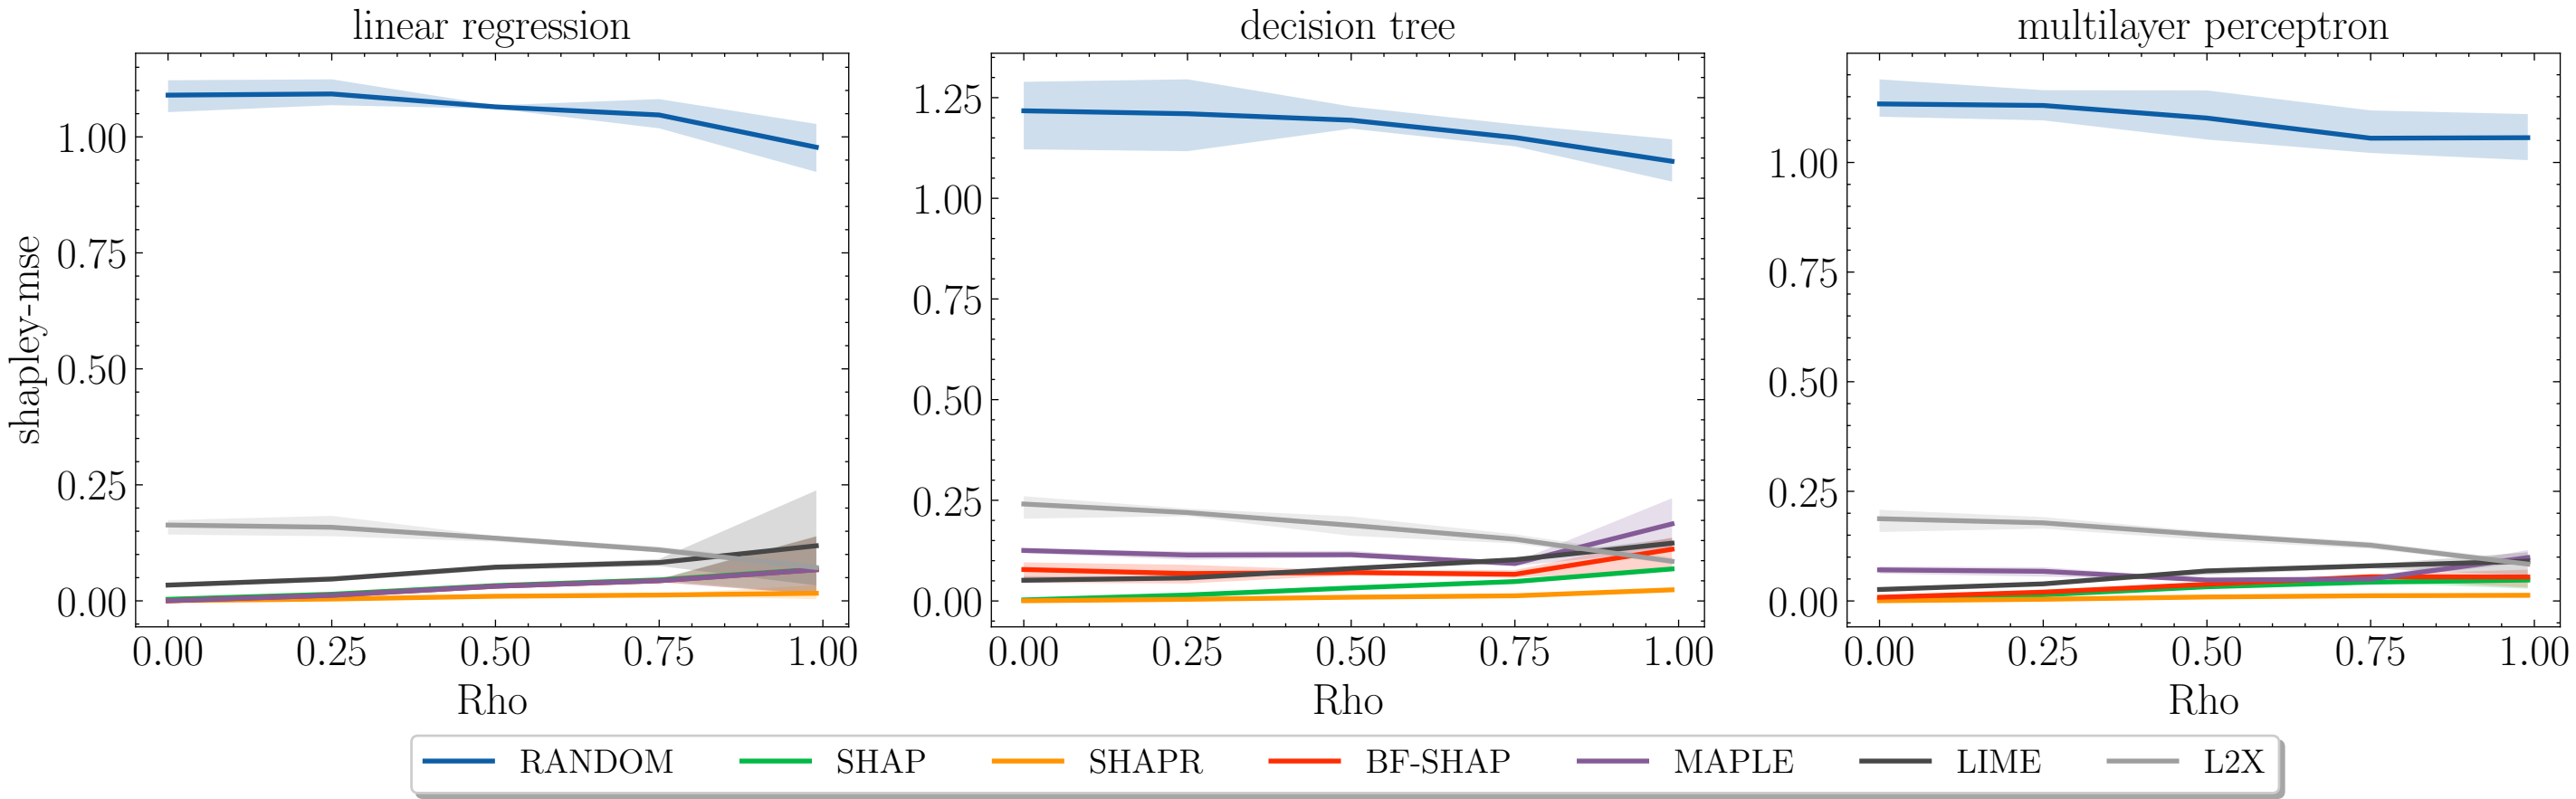 linear regression
decision tree
multilayer perceptron
shapley-mse
1.00
0.75
0.50
0.25
0.00
0.00 0.25 0.50 0.75 1.00
Rho
1.25
1.00
0.75
0.50
0.25
0.00
0.00 0.25 0.50 0.75 1.00
Rho
1.00
0.75
0.50
0.25
0.00
0.00 0.25 0.50 0.75 1.00
Rho
RANDOM SHAP SHAPR BF-SHAP MAPLE LIME L2X